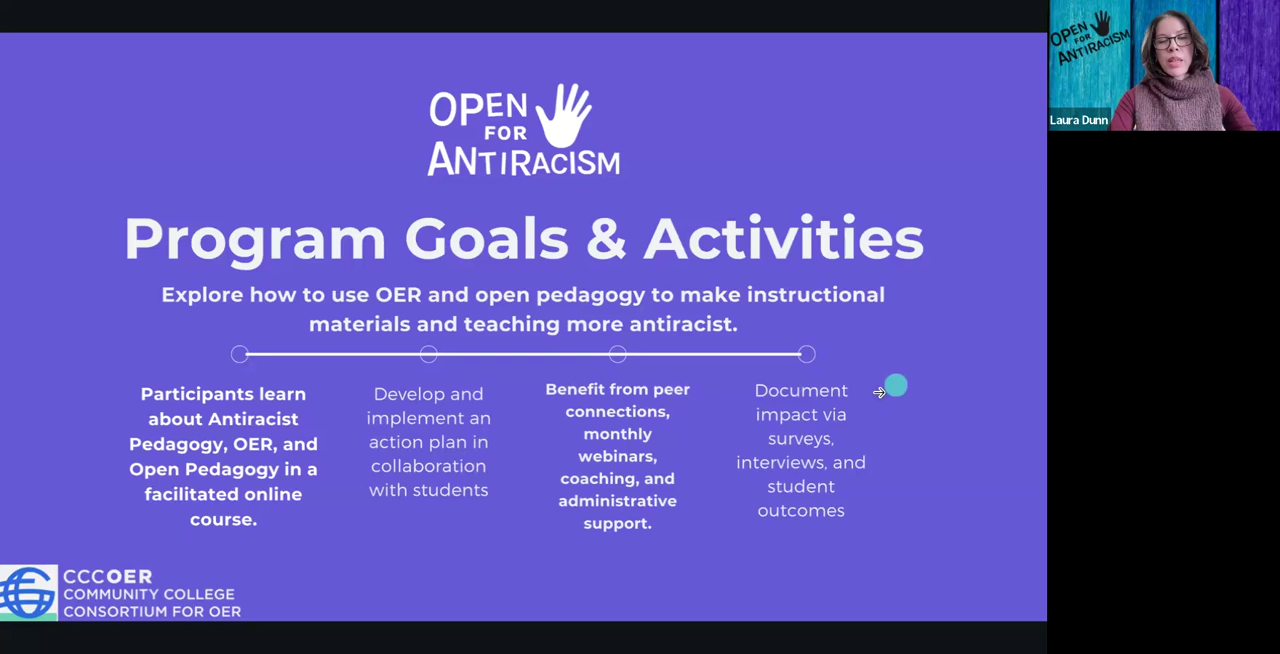 OPEN
FOR
ANTIRACISM
Program Goals & Activities
Explore how to use OER and open pedagogy to make instructional
materials and teaching more antiracist.
Participants learn
about Antiracist
Pedagogy, OER, and
Open Pedagogy in a
facilitated online
course.
Develop and
implement an
action plan in
collaboration
with students
Benefit from peer
connections,
monthly
webinars,
coaching, and
administrative
support.
Document
impact via
surveys,
interviews, and
student
outcomes
CCCOER
COMMUNITY COLLEGE
CONSORTIUM FOR OER
OPEN
FOR
ANTIRACISM
Laura Dunn